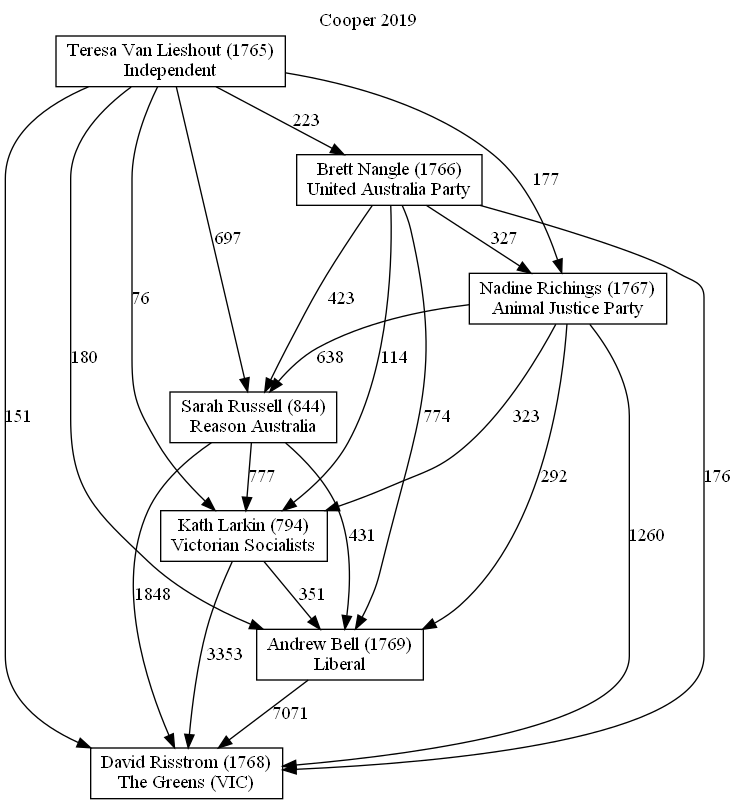 Cooper 2019
Teresa Van Lieshout (1765)
Independent
223
Brett Nangle (1766)
United Australia Party
177
697
327
Nadine Richings (1767)
Animal Justice Party
76
423
180
638
114
Sarah Russell (844)
Reason Australia
151
774
323
777
292
176
Kath Larkin (794)
Victorian Socialists
431
1260
1848
351
3353
Andrew Bell (1769)
Liberal
7071
David Risstrom (1768)
The Greens (VIC)